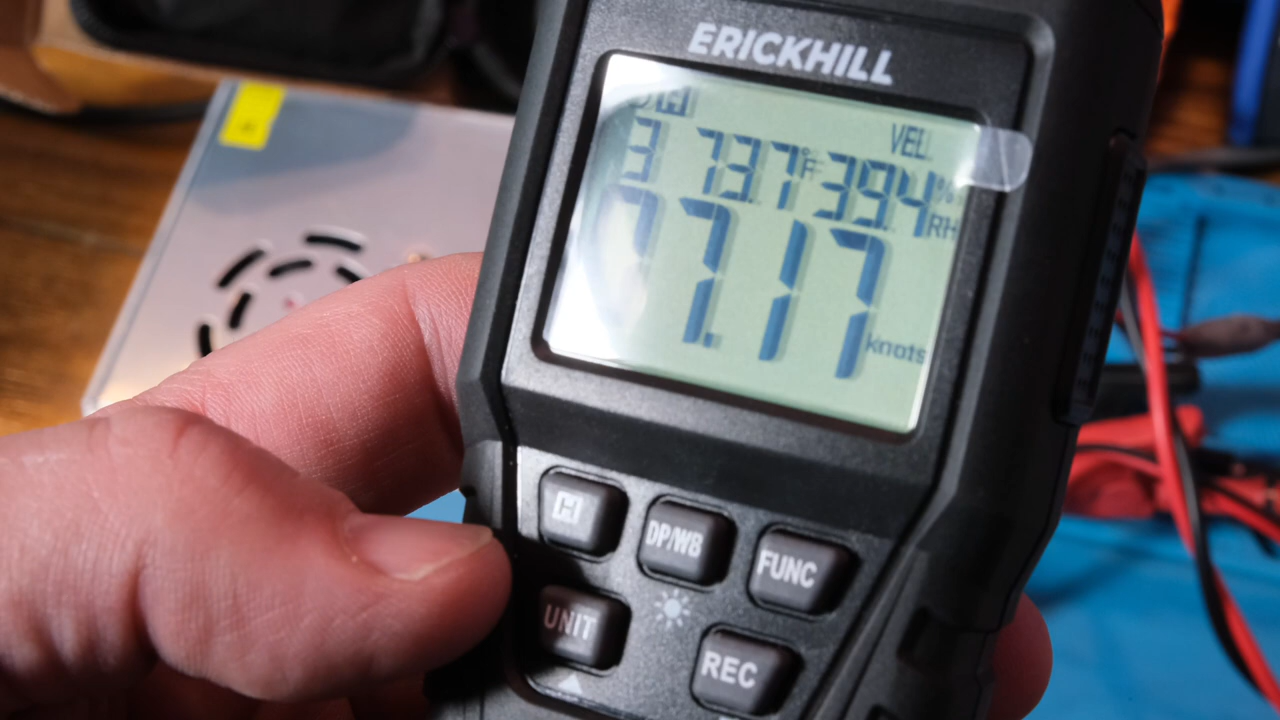 ERICKHILL
H
VEL
3 73.7 °F 39.4 % RH
7.17 knots
H
DP/WB
FUNC
UNIT
REC